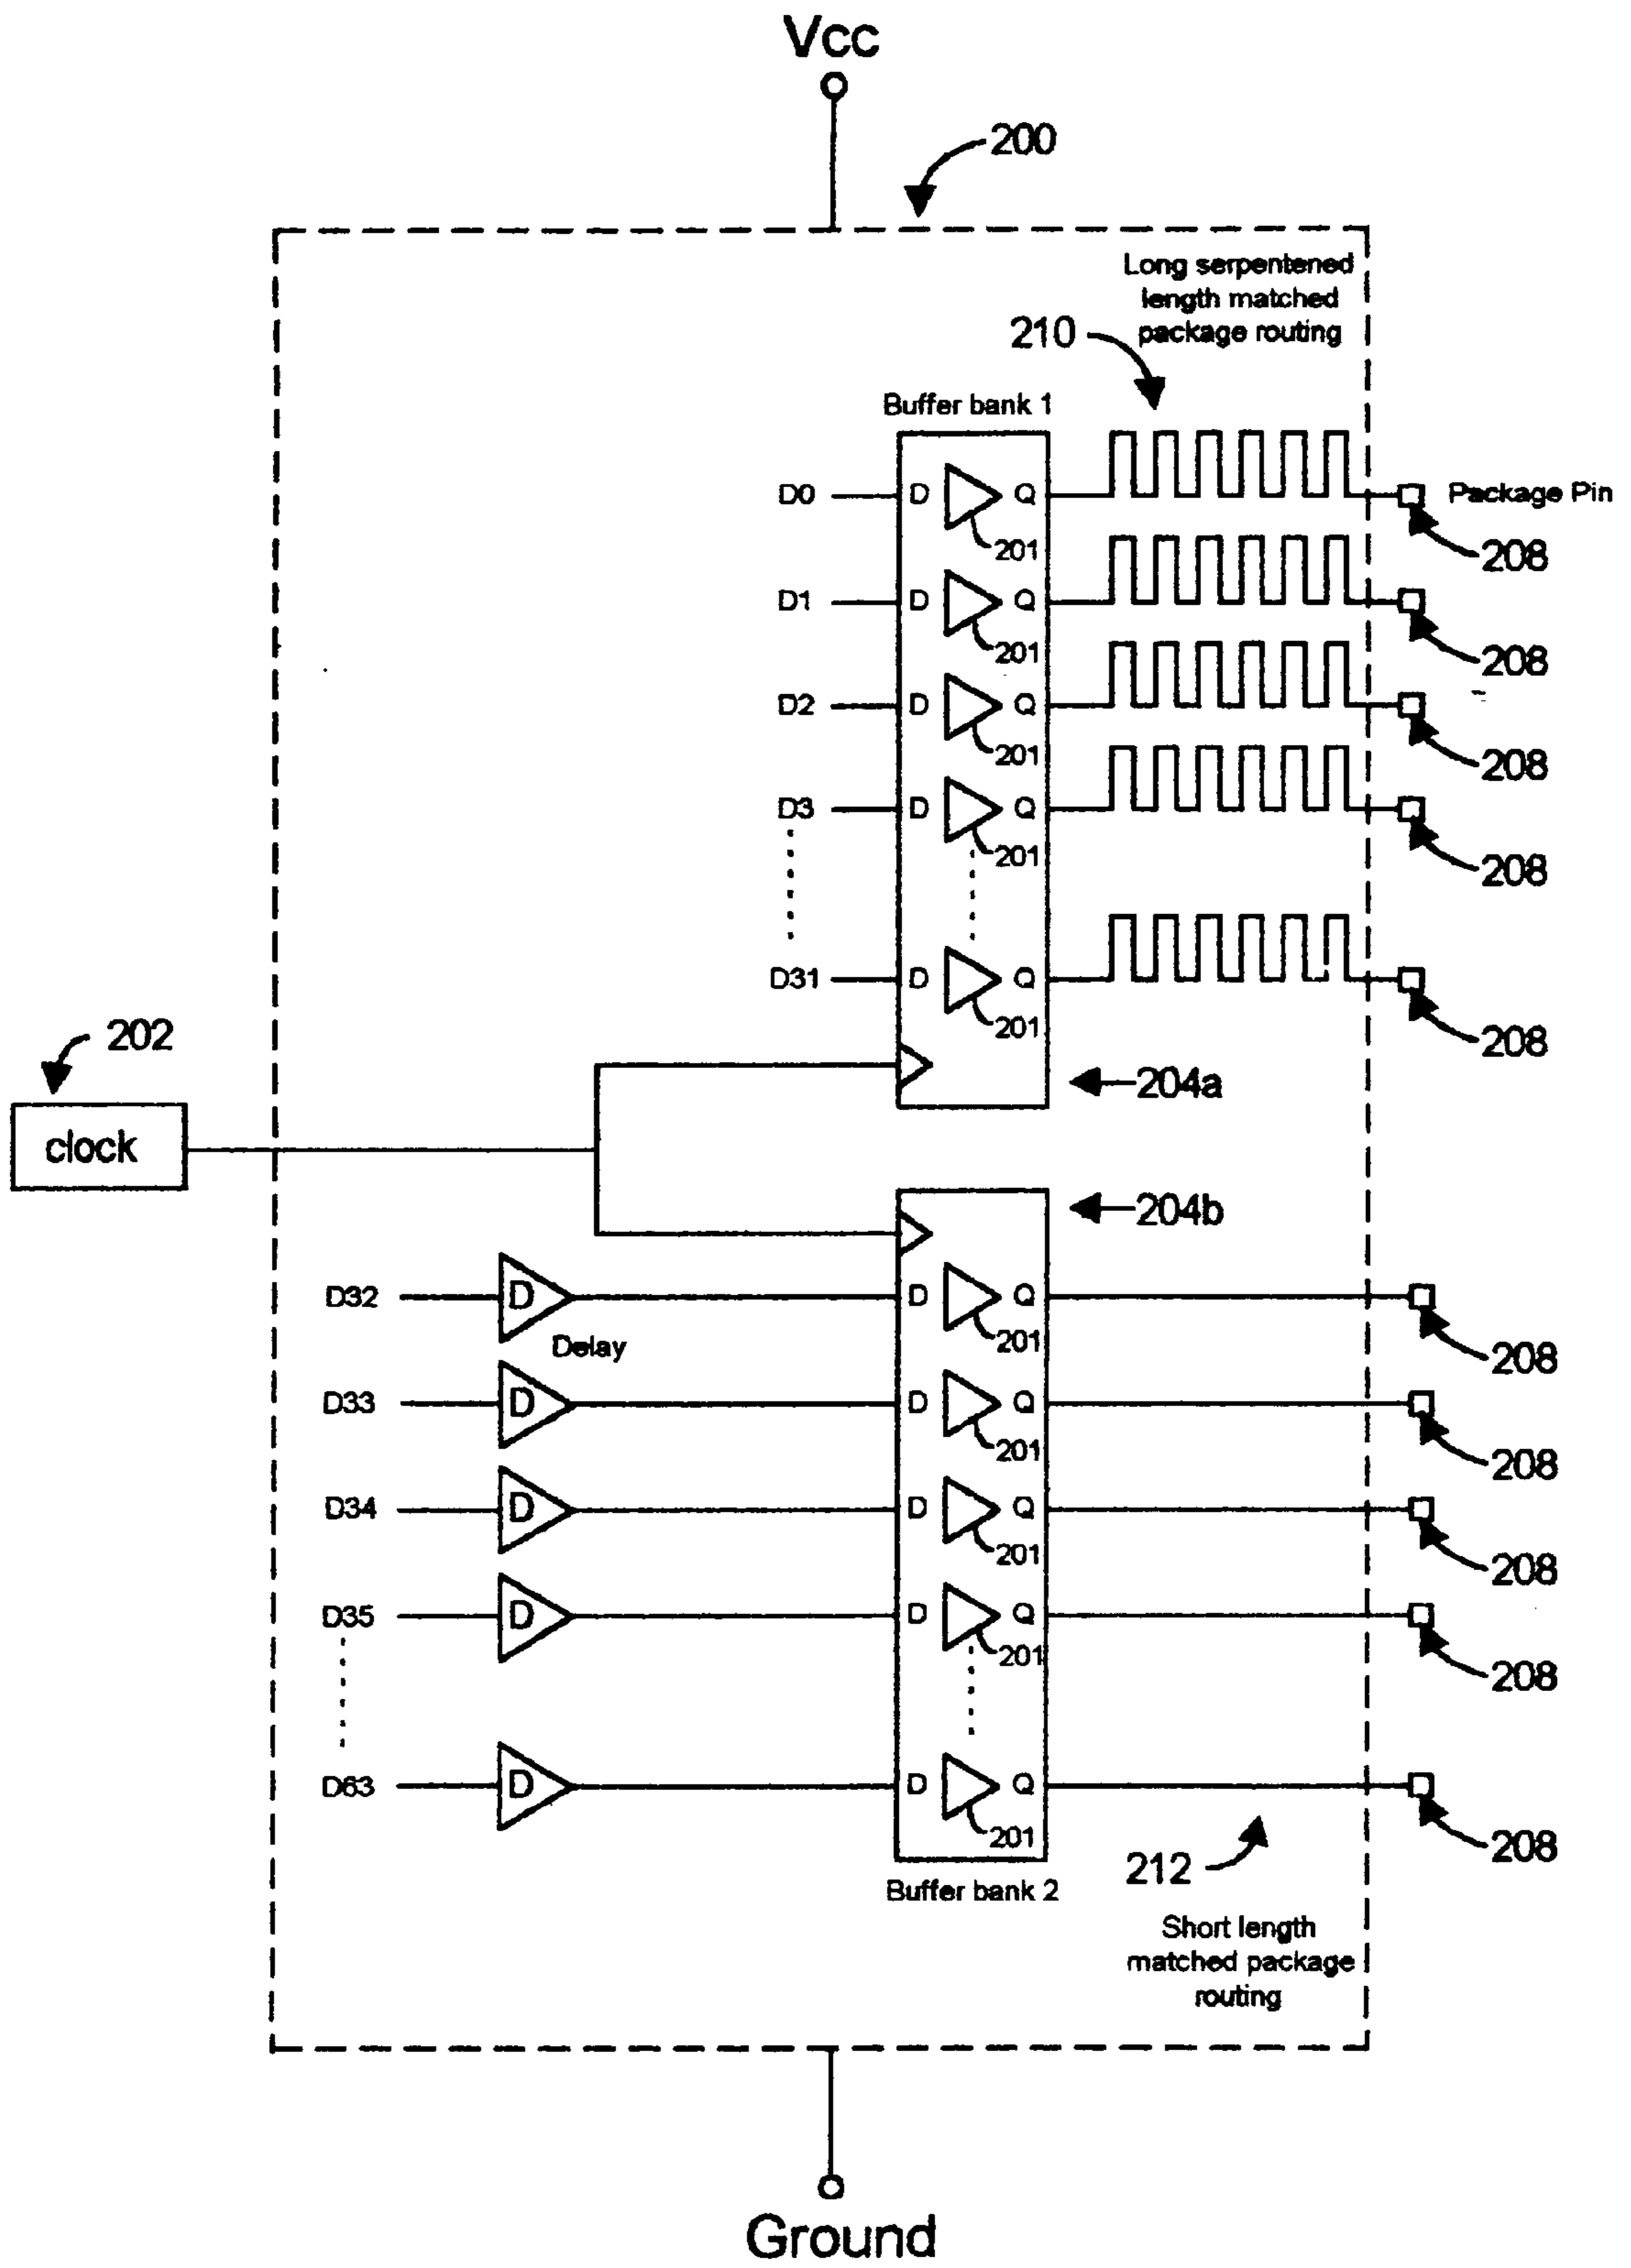 Vcc
200
Long serpentened
length matched
package routing
210
Buffer bank 1
D0 D Q Package Pin
201 208
D1 D Q
201 208
D2 D Q
201 208
D3 D Q
201 208
D31 D Q
201 208
202
204a
clock
204b
D32 D D Q
Delay 201 208
D33 D D Q
201 208
D34 D D Q
201 208
D35 D D Q
201 208
D63 D D Q
201 208
212
Buffer bank 2
Short length
matched package
routing
Ground